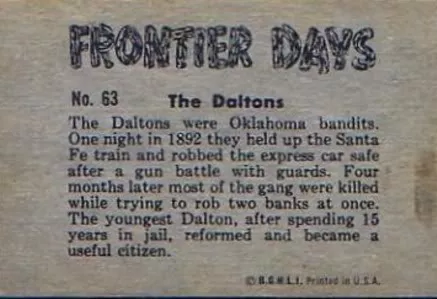 FRONTIER DAYS
No. 63 The Daltons
The Daltons were Oklahoma bandits.
One night in 1892 they held up the Santa
Fe train and robbed the express car safe
after a gun battle with guards. Four
months later most of the gang were killed
while trying to rob two banks at once.
The youngest Dalton, after spending 15
years in jail, reformed and became a
useful citizen.
© B.G.H.L.I. Printed in U.S.A.